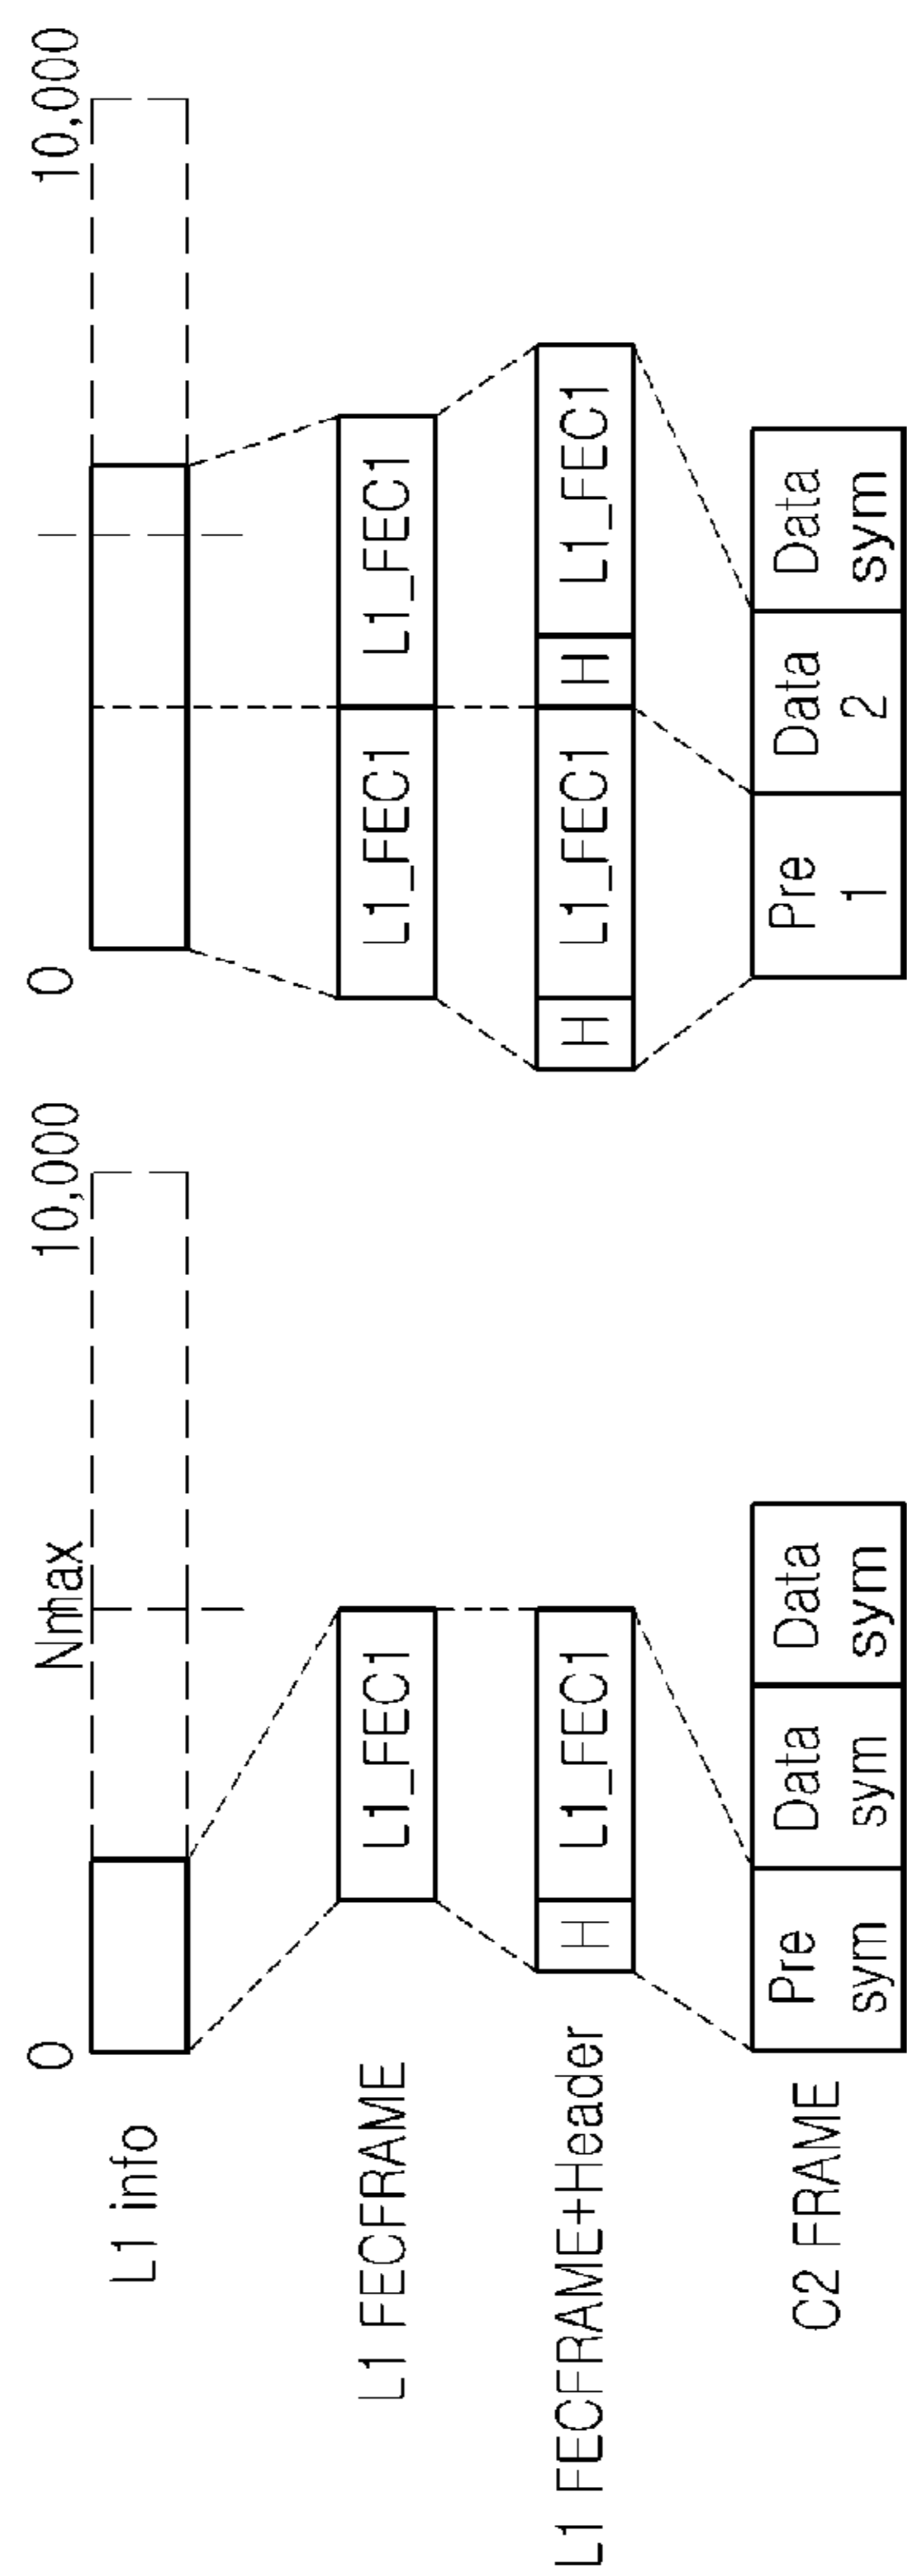 0 Nmax 10,000 0 10,000
L1 info
L1 FECFRAME L1_FEC1 L1_FEC1 L1_FEC1
L1 FECFRAME+Header H L1_FEC1 H L1_FEC1 H L1_FEC1
C2 FRAME
Pre Data Data Pre Data Data
sym sym sym 1 2 sym